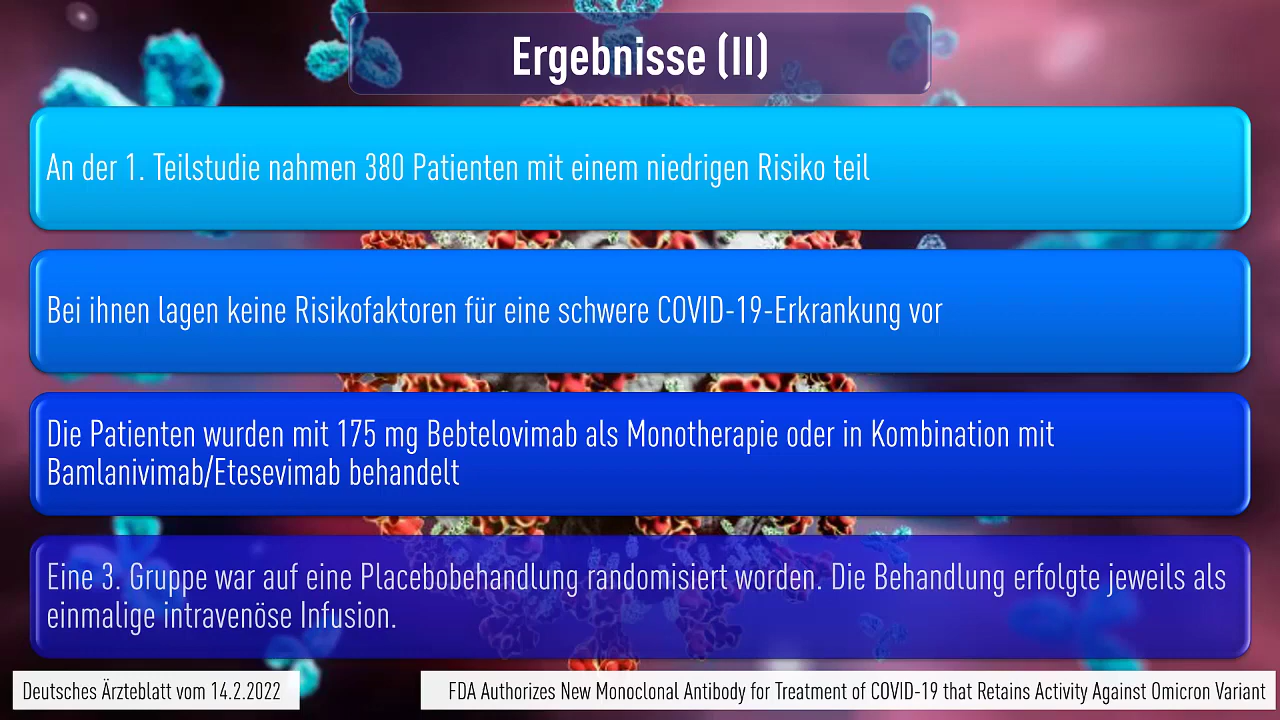 Ergebnisse (II)
An der 1. Teilstudie nahmen 380 Patienten mit einem niedrigen Risiko teil
Bei ihnen lagen keine Risikofaktoren für eine schwere COVID-19-Erkrankung vor
Die Patienten wurden mit 175 mg Bebtelovimab als Monotherapie oder in Kombination mit
Bamlanivimab/Etesevimab behandelt
Eine 3. Gruppe war auf eine Placebobehandlung randomisiert worden. Die Behandlung erfolgte jeweils als
einmalige intravenöse Infusion.
Deutsches Ärzteblatt vom 14.2.2022
FDA Authorizes New Monoclonal Antibody for Treatment of COVID-19 that Retains Activity Against Omicron Variant